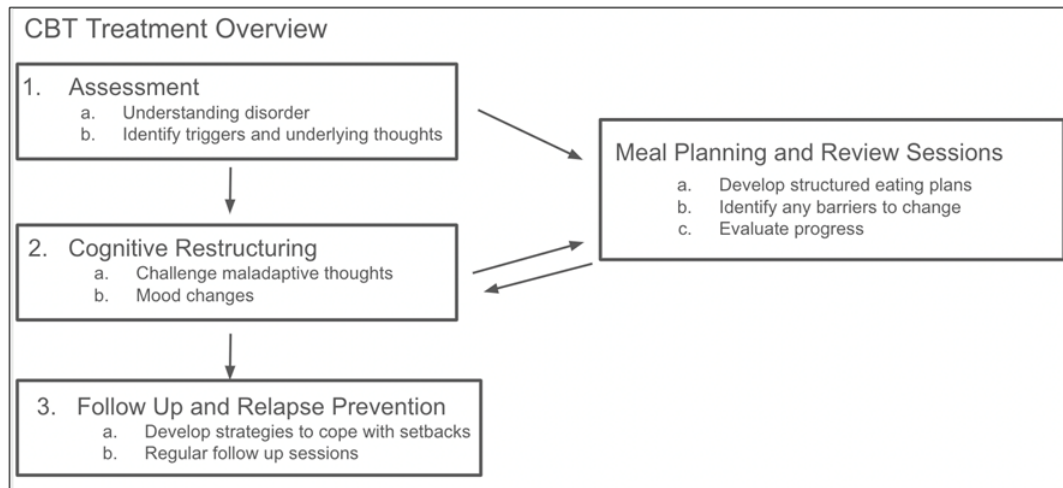 CBT Treatment Overview
1. Assessment
a. Understanding disorder
b. Identify triggers and underlying thoughts
Meal Planning and Review Sessions
a. Develop structured eating plans
b. Identify any barriers to change
c. Evaluate progress
2. Cognitive Restructuring
a. Challenge maladaptive thoughts
b. Mood changes
3. Follow Up and Relapse Prevention
a. Develop strategies to cope with setbacks
b. Regular follow up sessions